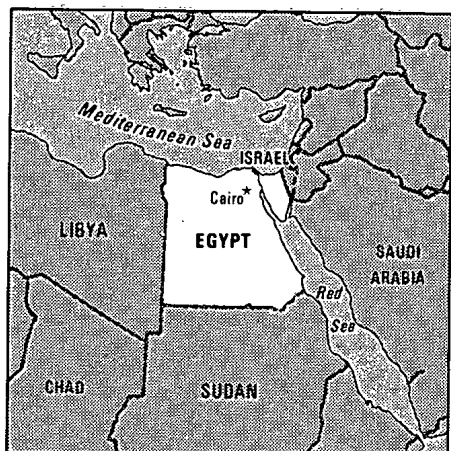 Mediterranean Sea
ISRAEL
Cairo
LIBYA
EGYPT
SAUDI
ARABIA
Red
Sea
CHAD
SUDAN